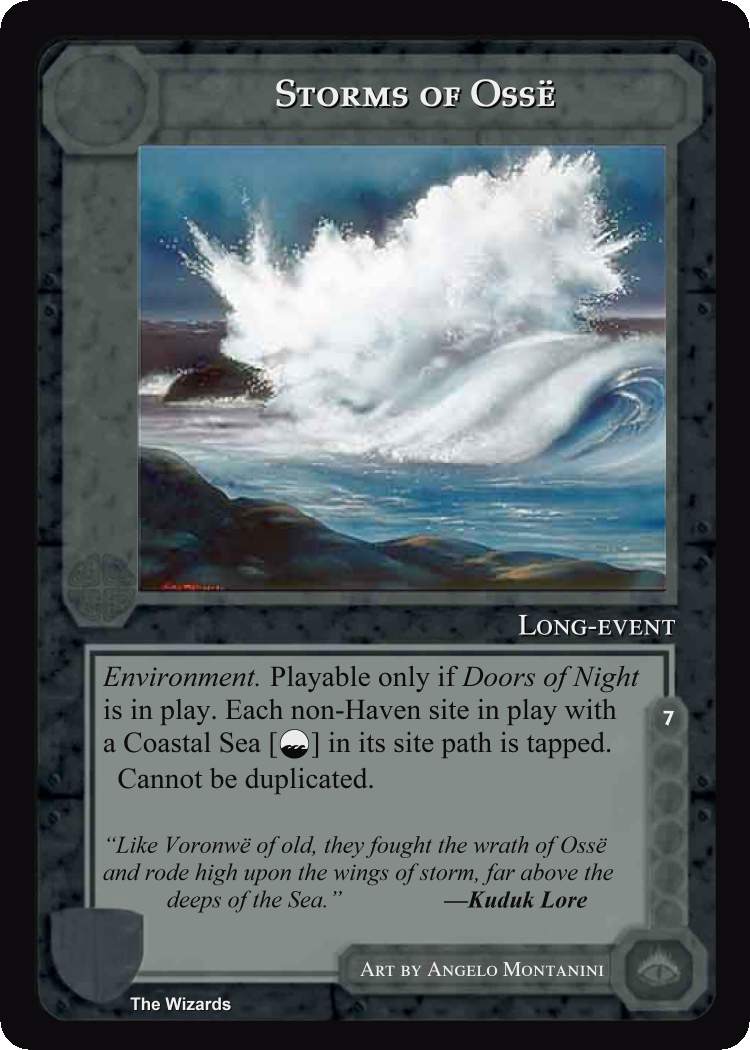 Storms of Ossë
Long-event
Environment. Playable only if Doors of Night
is in play. Each non-Haven site in play with
a Coastal Sea [ ] in its site path is tapped.
Cannot be duplicated.
7
“Like Voronwë of old, they fought the wrath of Ossë
and rode high upon the wings of storm, far above the
deeps of the Sea.” —Kuduk Lore
Art by Angelo Montanini
The Wizards